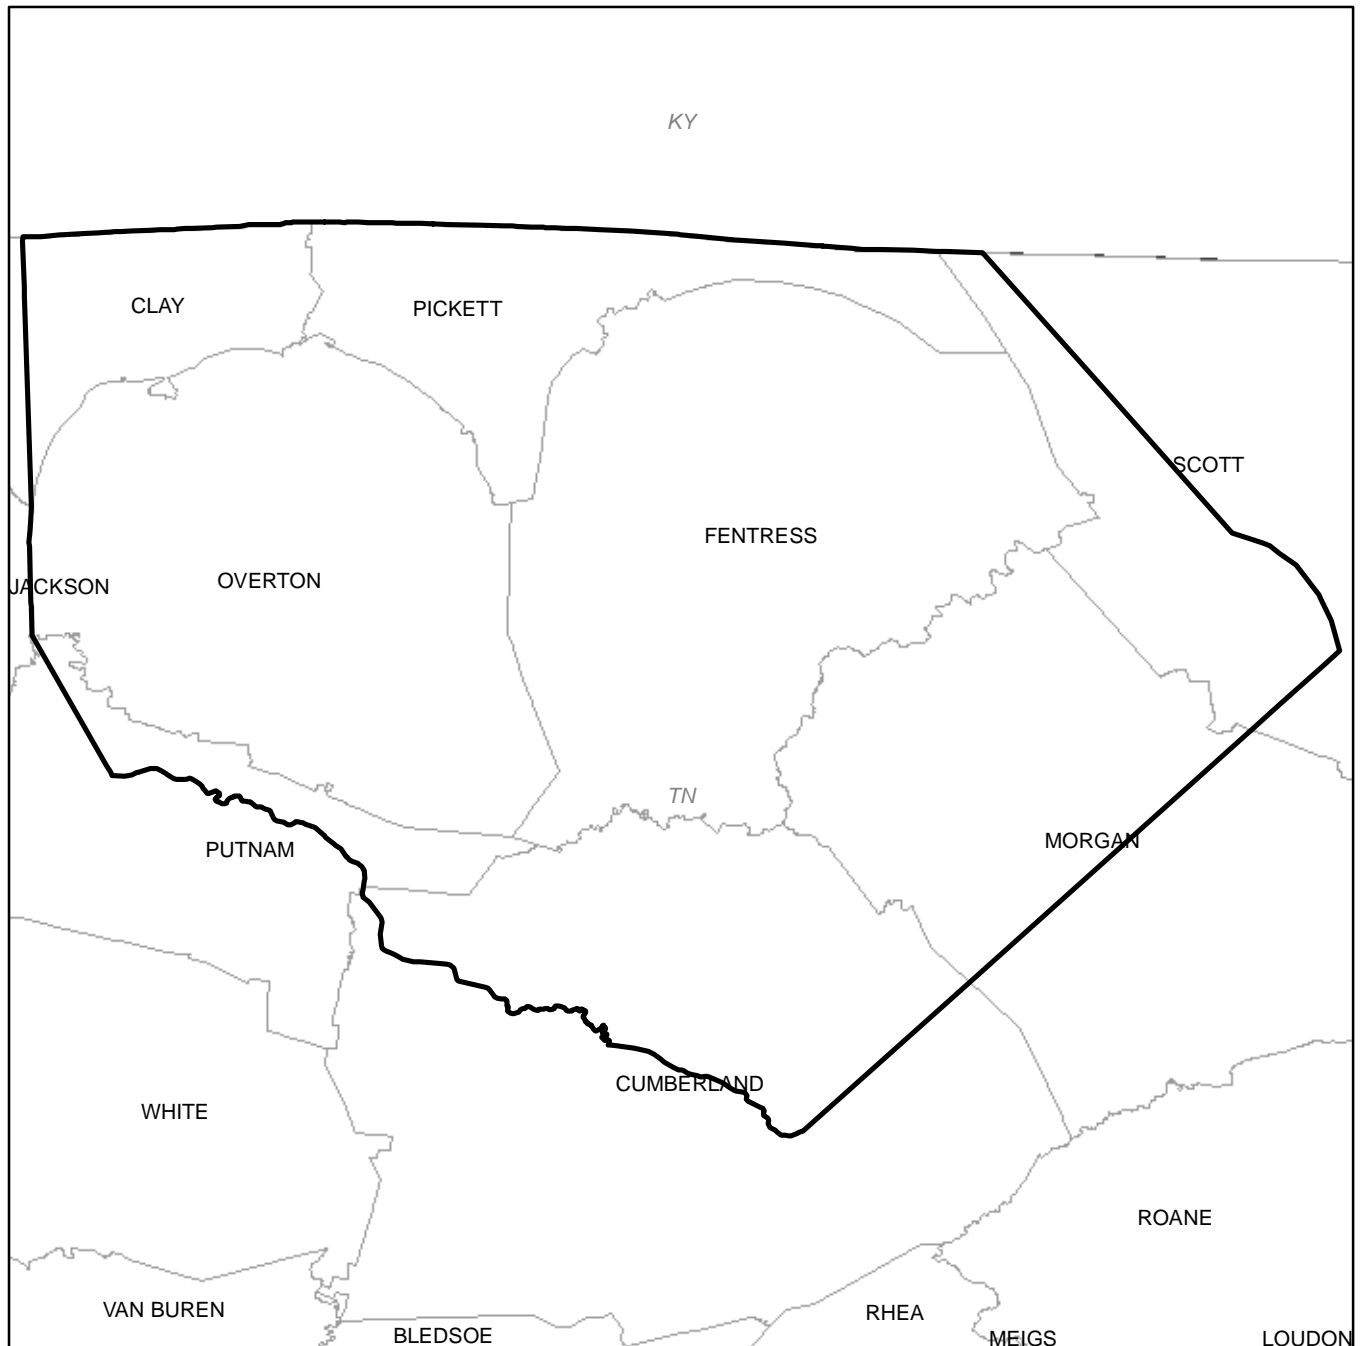 KY
CLAY
PICKETT
SCOTT
FENTRESS
OVERTON
JACKSON
TN
MORGAN
PUTNAM
CUMBERLAND
WHITE
ROANE
VAN BUREN
RHEA
BLEDSOE
MEIGS
LOUDON